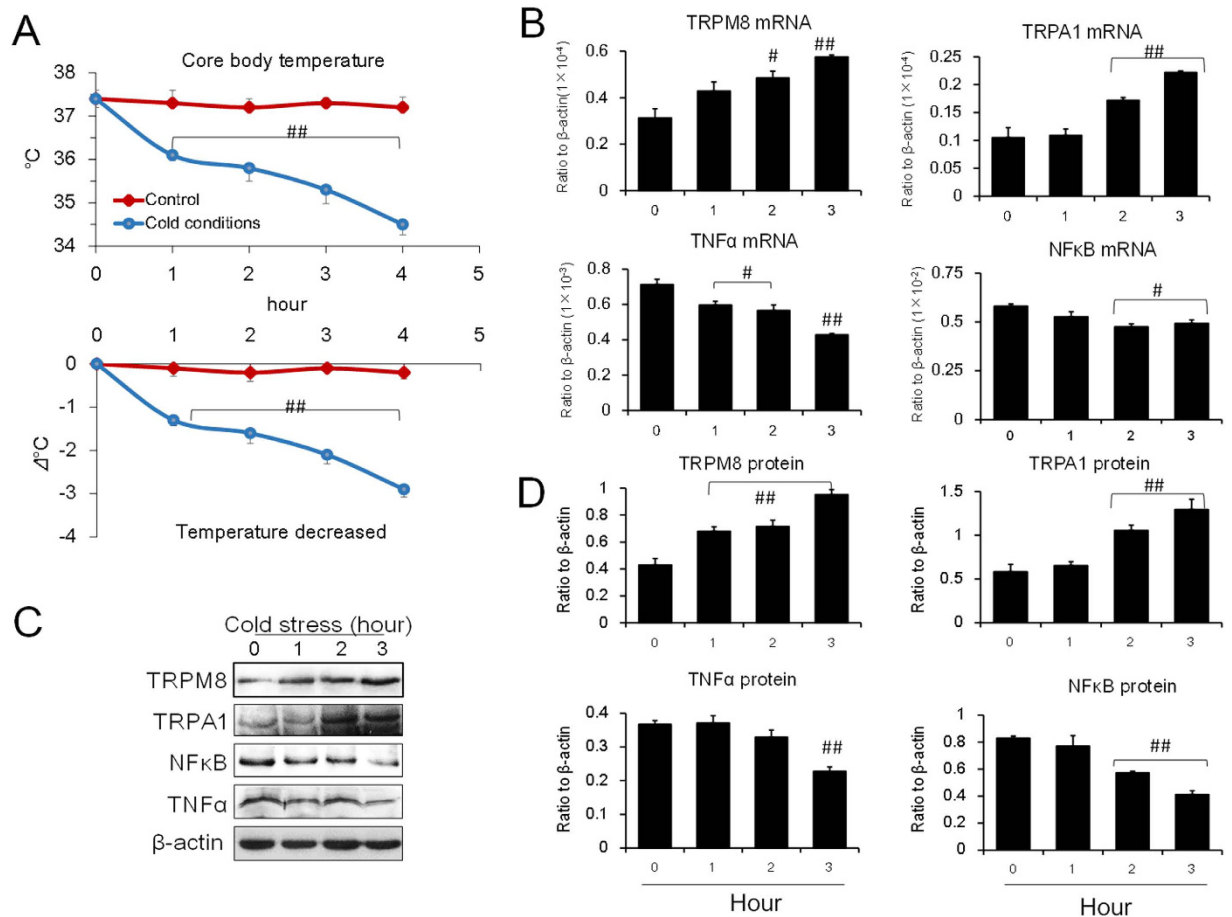 A
Core body temperature
38
37
36
35
34
°C
##
Control
Cold conditions
0 1 2 3 4 5
hour
0 1 2 3 4 5
0
-1
-2
-3
-4
Δ°C
##
Temperature decreased
B
TRPM8 mRNA
Ratio to β-actin(1×10-4)
0.6
0.4
0.2
0
# ##
0 1 2 3
TRPA1 mRNA
Ratio to β-actin (1×10-4)
0.25
0.20
0.15
0.1
0.05
0
##
0 1 2 3
TNFα mRNA
Ratio to β-actin (1×10-3)
0.8
0.6
0.4
0.2
0
# ##
0 1 2 3
NFκB mRNA
Ratio to β-actin (1×10-2)
0.75
0.5
0.25
0
#
0 1 2 3
C
Cold stress (hour)
0 1 2 3
TRPM8
TRPA1
NFκB
TNFα
β-actin
D
TRPM8 protein
Ratio to β-actin
1
0.8
0.6
0.4
0.2
0
##
0 1 2 3
TRPA1 protein
Ratio to β-actin
1.5
1
0.5
0
##
0 1 2 3
TNFα protein
Ratio to β-actin
0.4
0.3
0.2
0.1
0
##
0 1 2 3
Hour
NFκB protein
Ratio to β-actin
1
0.8
0.6
0.4
0.2
0
##
0 1 2 3
Hour